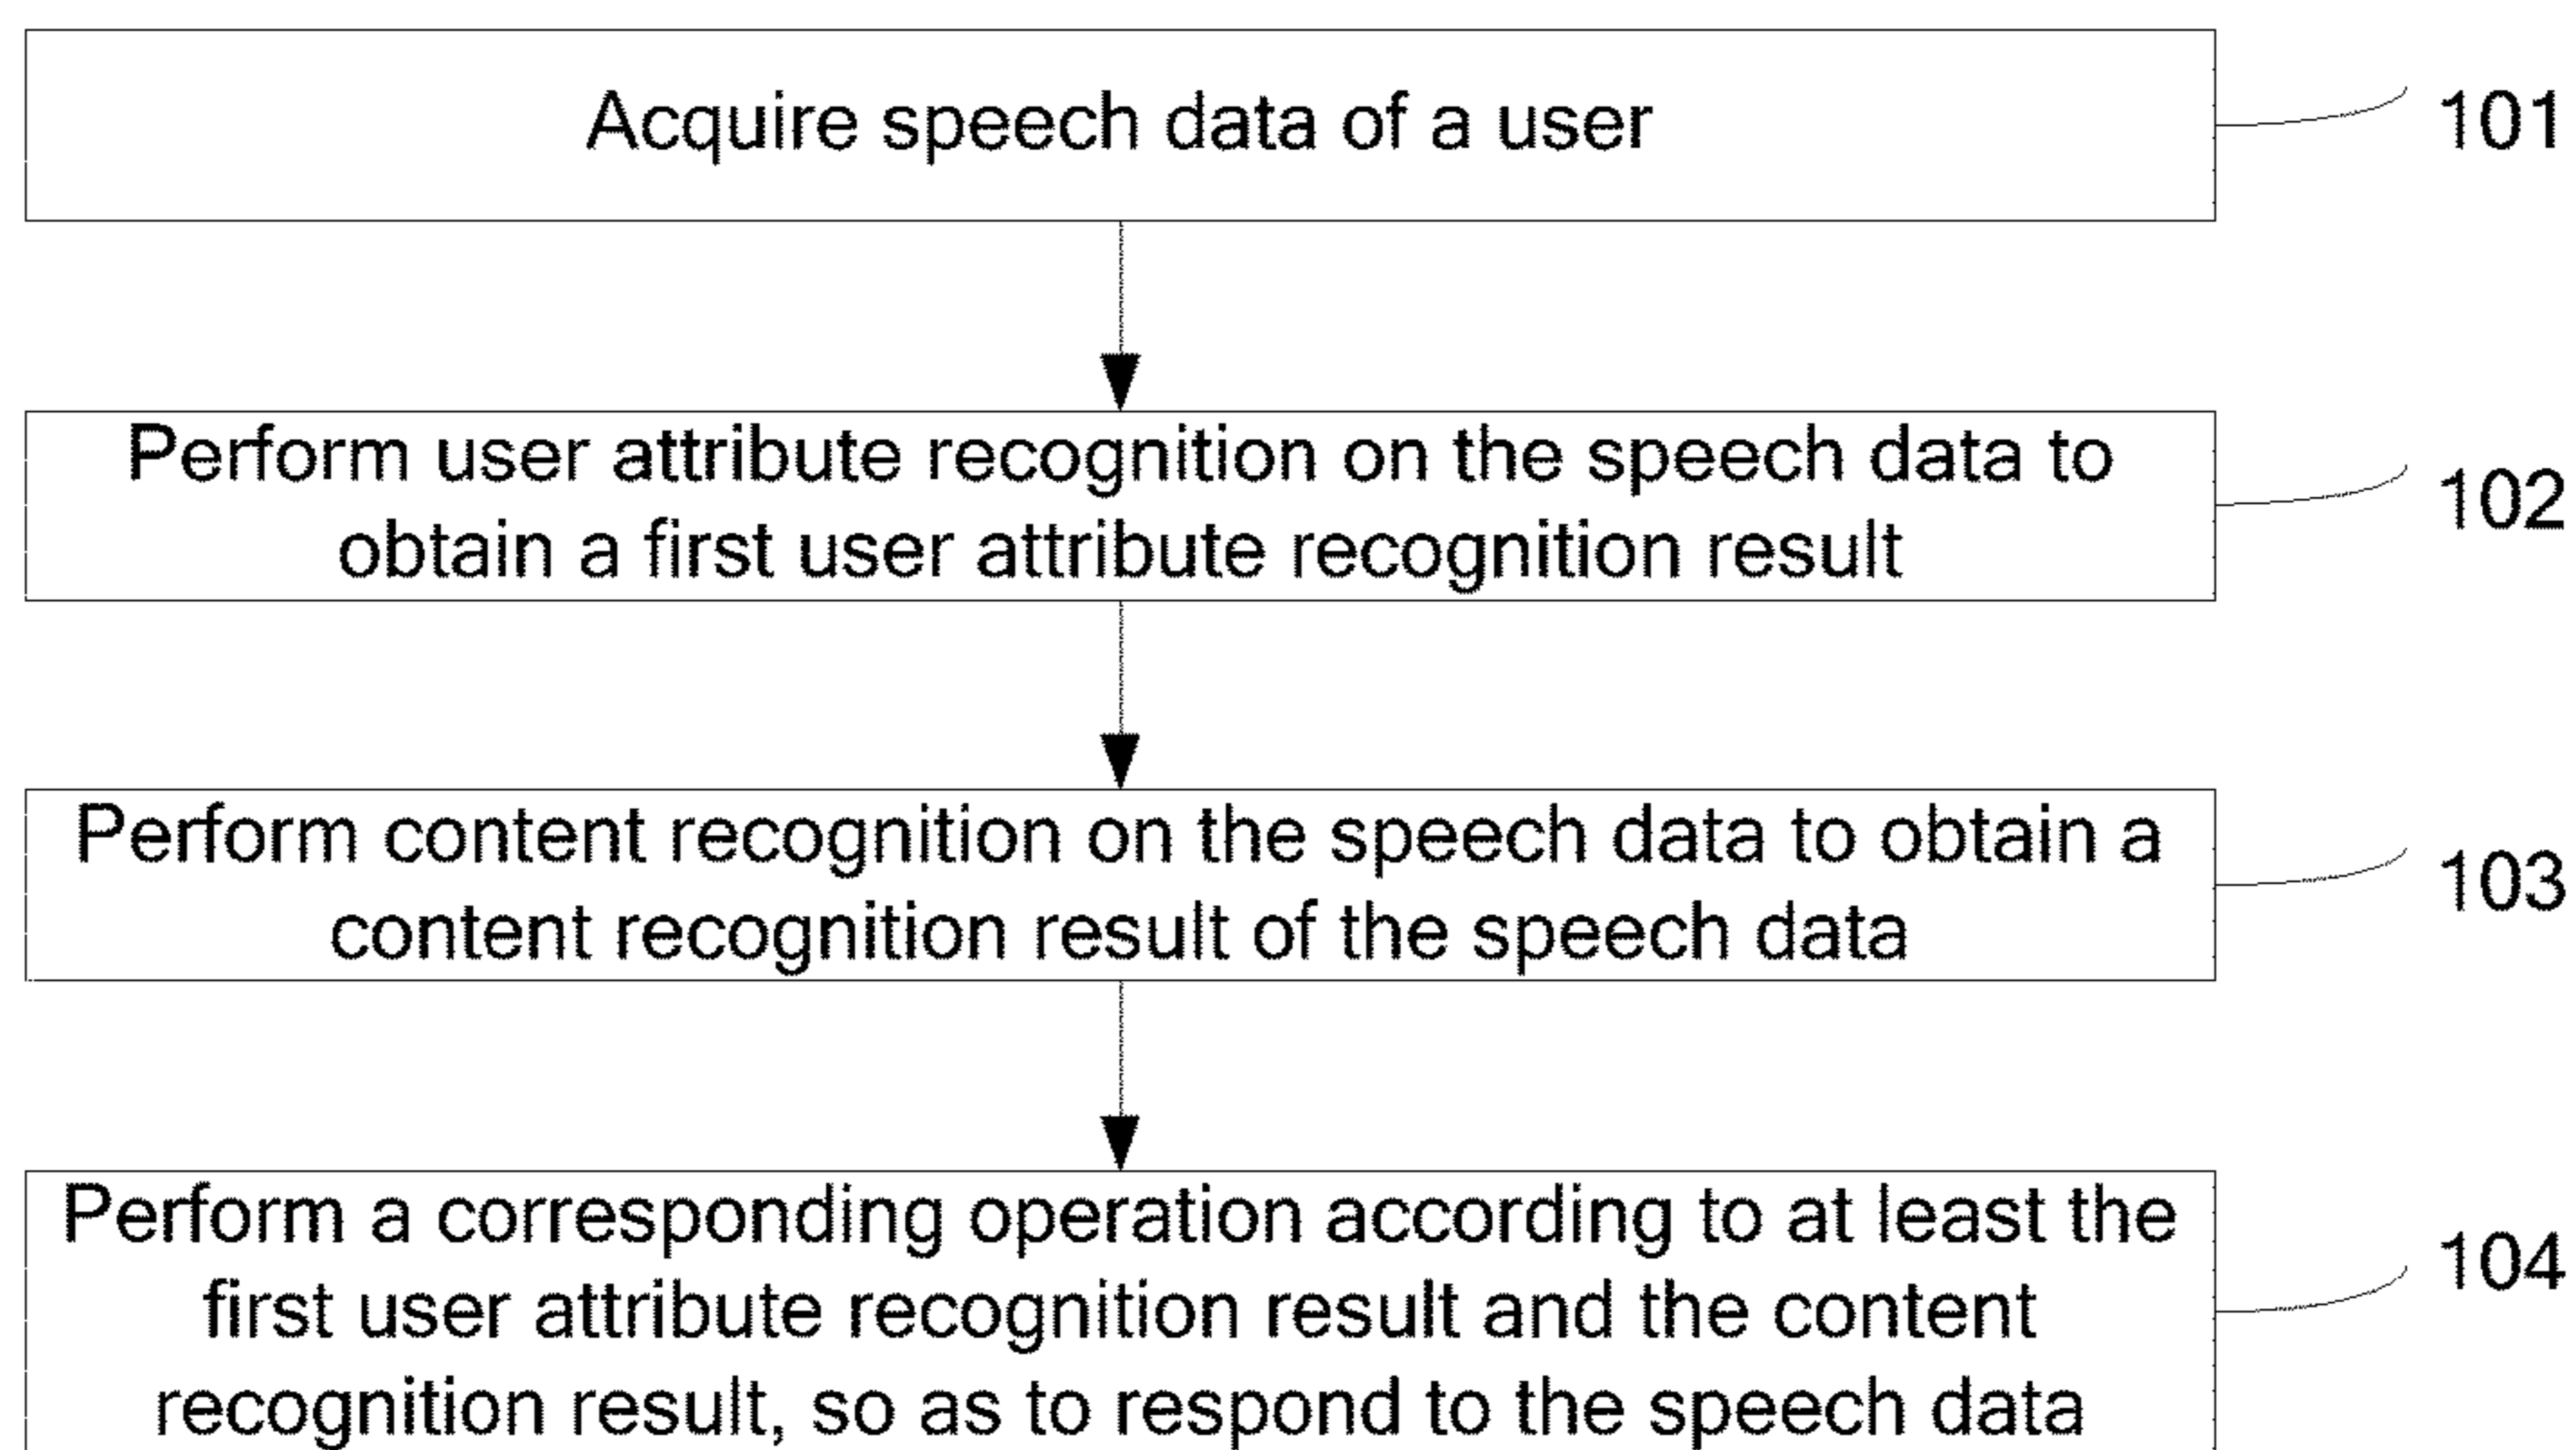 Acquire speech data of a user
101
Perform user attribute recognition on the speech data to
obtain a first user attribute recognition result
102
Perform content recognition on the speech data to obtain a
content recognition result of the speech data
103
Perform a corresponding operation according to at least the
first user attribute recognition result and the content
recognition result, so as to respond to the speech data
104